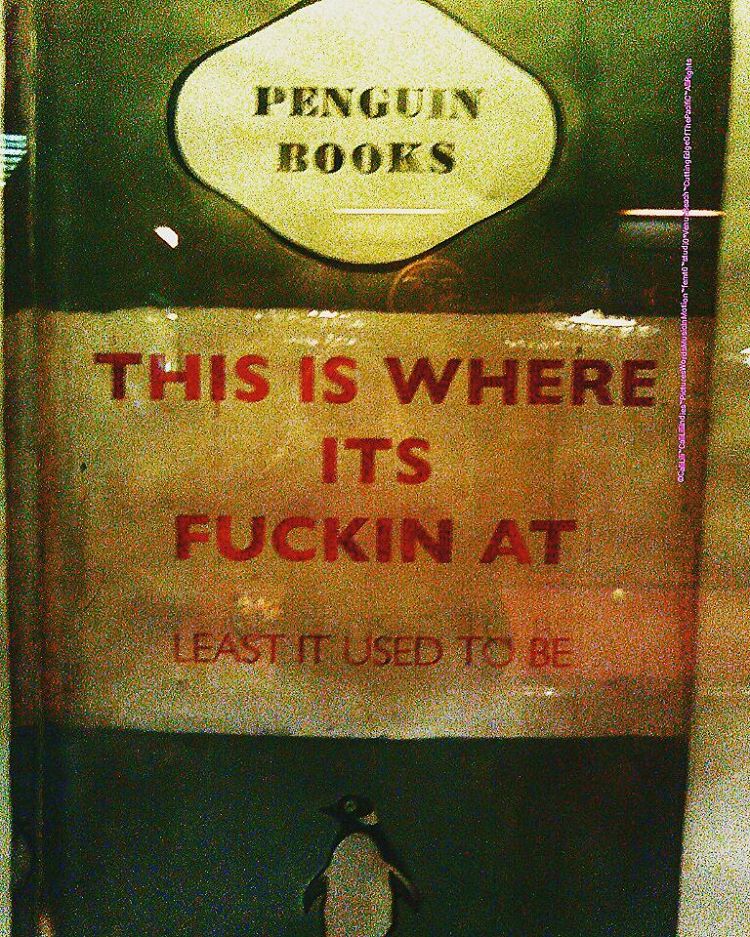 PENGUIN
BOOKS
THIS IS WHERE
ITS
FUCKIN AT
LEAST IT USED TO BE